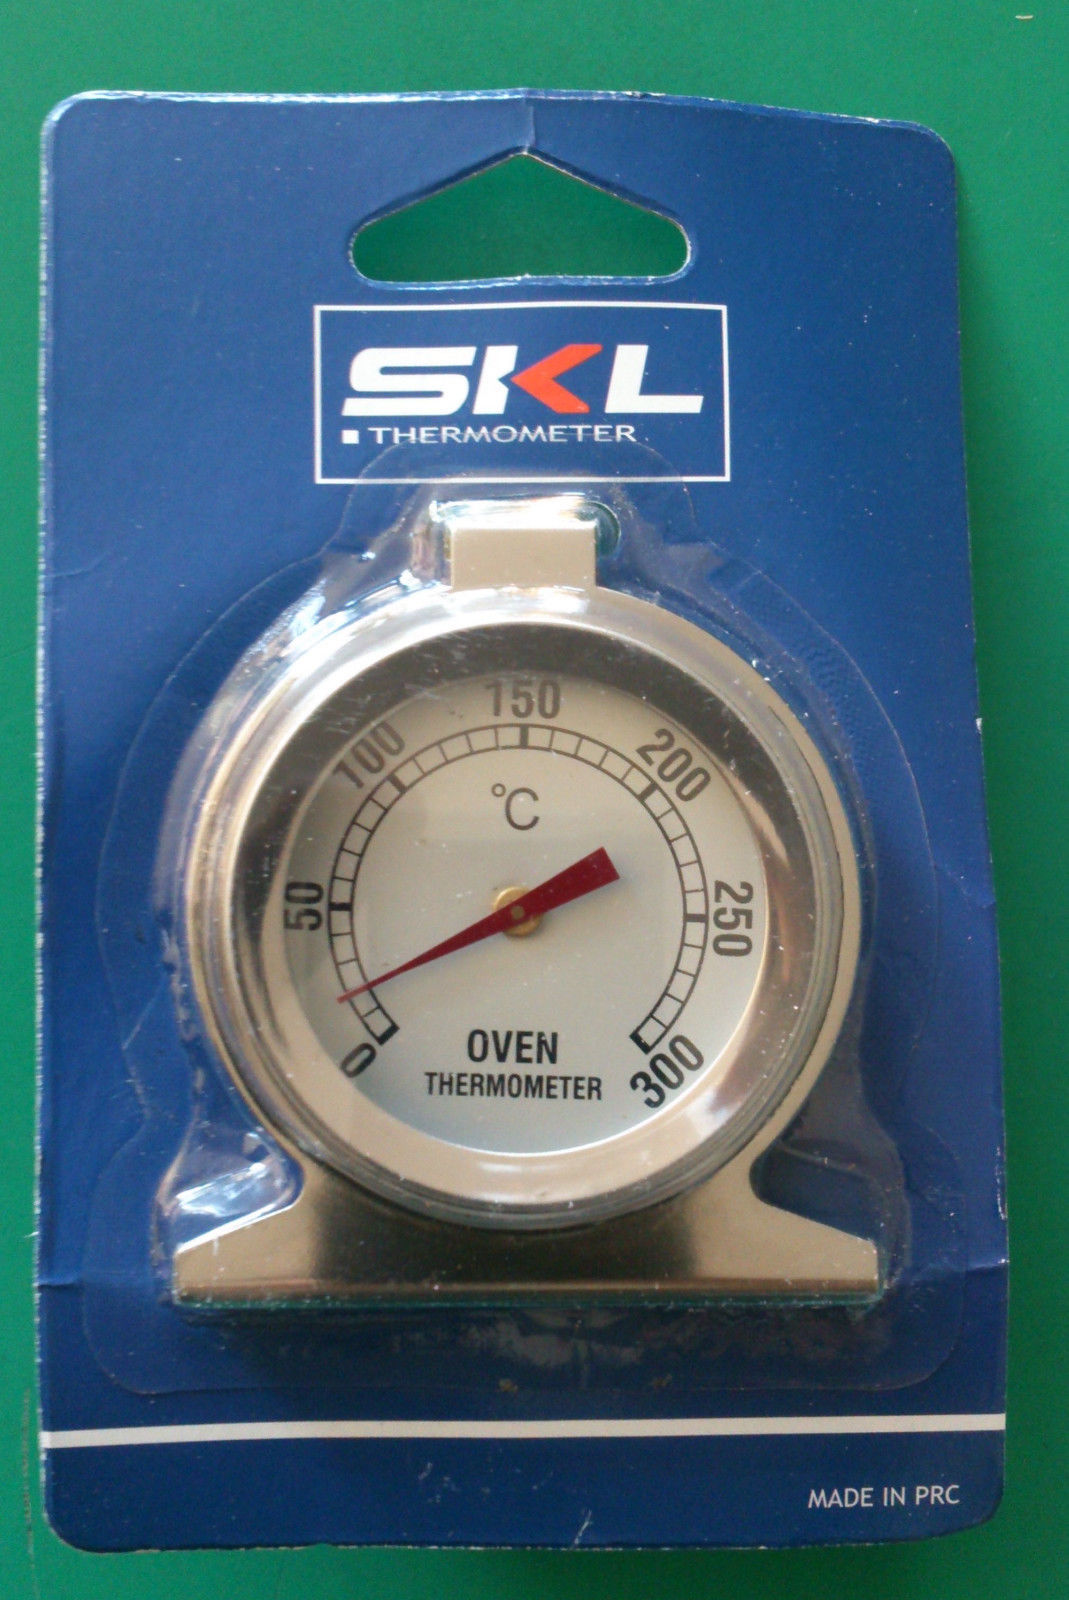 SKL
THERMOMETER
150
100
200
°C
50
250
OVEN
THERMOMETER
0
300
MADE IN PRC